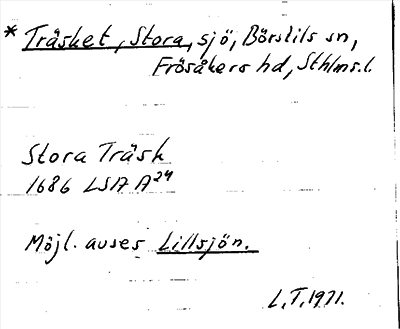 * Träsket, Stora, sjö, Börstils sn,
Frösåkers hd, Sthlms.l.
Stora Träsk
1686 LSA A24
Möjl. avses Lillsjön.
L.T. 1971.